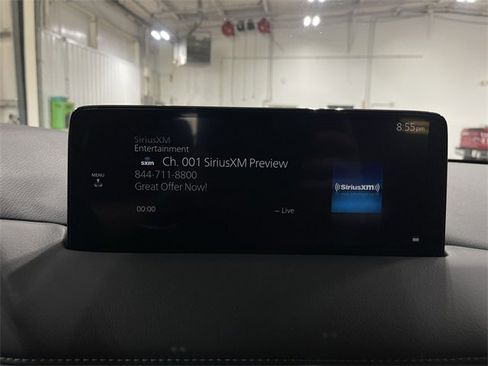 8:55pm
SiriusXM
Entertainment
sxm Ch. 001 SiriusXM Preview
MENU
844-711-8800
Great Offer Now!
((SiriusXM))
00:00
– Live